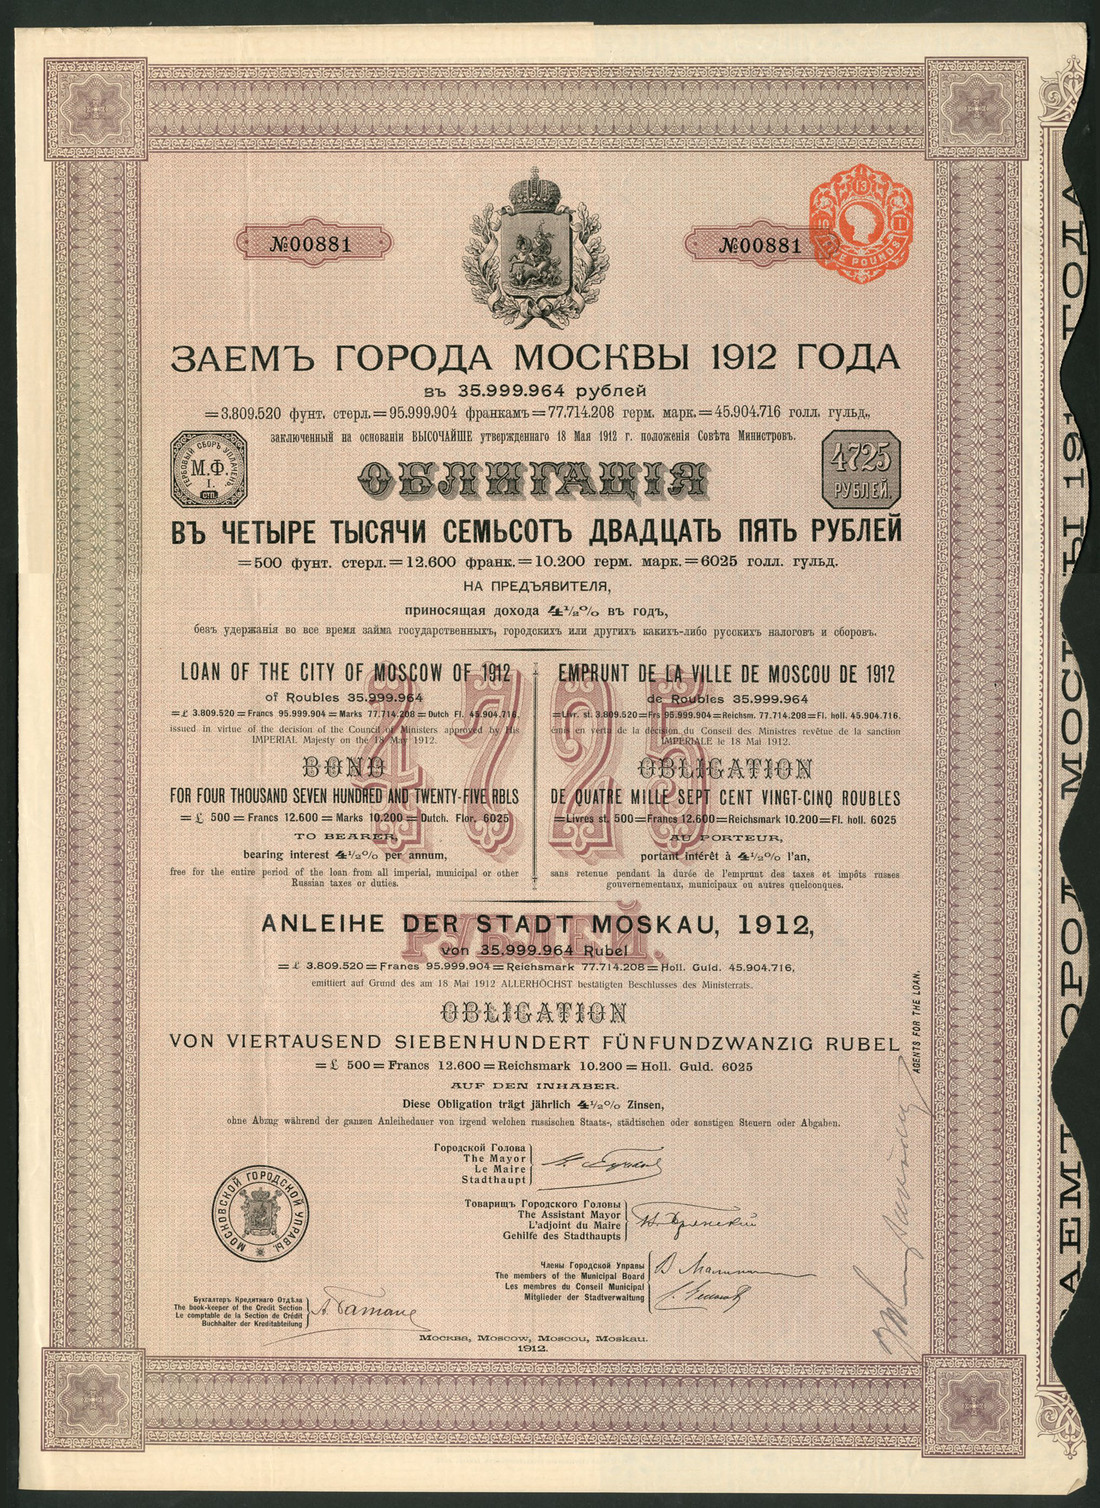 №00881
№00881
13
10
1
POUNDS
ЗАЕМЪ ГОРОДА МОСКВЫ 1912 ГОДА
въ 35.999.964 рублей
=3.809.520 фунт. стерл.=95.999.904 франкамъ=77.714.208 герм. марк.=45.904.716 голл. гульд.,
заключенный на основаніи ВЫСОЧАЙШЕ утвержденнаго 18 Мая 1912 г. положенія Совѣта Министровъ.
ГЕРБОВЫЙ СБОРЪ УПЛАЧЕНЪ.
М.Ф.
I.
СТП.
ОБЛИГАЦІЯ
4725
РУБЛЕЙ.
ВЪ ЧЕТЫРЕ ТЫСЯЧИ СЕМЬСОТЪ ДВАДЦАТЬ ПЯТЬ РУБЛЕЙ
=500 фунт. стерл.=12.600 франк.=10.200 герм. марк.=6025 голл. гульд.
НА ПРЕДЪЯВИТЕЛЯ,
приносящая дохода 4½% въ годъ,
безъ удержанія во все время займа государственныхъ, городскихъ или другихъ какихъ-либо русскихъ налоговъ и сборовъ.
4725
РУБЛЕЙ.
LOAN OF THE CITY OF MOSCOW OF 1912
of Roubles 35.999.964
=£ 3.809.520=Francs 95.999.904=Marks 77.714.208=Dutch Fl. 45.904.716.
issued in virtue of the decision of the Council of Ministers approved by His
IMPERIAL Majesty on the 18 May 1912.
BOND
FOR FOUR THOUSAND SEVEN HUNDRED AND TWENTY-FIVE RBLS
=£ 500=Francs 12.600=Marks 10.200=Dutch. Flor. 6025
TO BEARER,
bearing interest 4½% per annum,
free for the entire period of the loan from all imperial, municipal or other
Russian taxes or duties.
EMPRUNT DE LA VILLE DE MOSCOU DE 1912
de Roubles 35.999.964
=Livr. st. 3.809.520=Frs 95.999.904=Reichsm. 77.714.208=Fl. holl. 45.904.716.
émis en vertu de la décision du Conseil des Ministres revêtue de la sanction
IMPÉRIALE le 18 Mai 1912.
OBLIGATION
DE QUATRE MILLE SEPT CENT VINGT-CINQ ROUBLES
=Livres st. 500=Francs 12.600=Reichsmark 10.200=Fl. holl. 6025
AU PORTEUR,
portant intérêt à 4½% l'an,
sans retenue pendant la durée de l'emprunt des taxes et impôts russes
gouvernementaux, municipaux ou autres quelconques.
ANLEIHE DER STADT MOSKAU, 1912,
von 35.999.964 Rubel
=£ 3.809.520=Francs 95.999.904=Reichsmark 77.714.208=Holl. Guld. 45.904.716,
emittiert auf Grund des am 18 Mai 1912 ALLERHÖCHST bestätigten Beschlusses des Ministerrats.
OBLIGATION
VON VIERTAUSEND SIEBENHUNDERT FÜNFUNDZWANZIG RUBEL
=£ 500=Francs 12.600=Reichsmark 10.200=Holl. Guld. 6025
AUF DEN INHABER.
Diese Obligation trägt jährlich 4½% Zinsen,
ohne Abzug während der ganzen Anleihedauer von irgend welchen russischen Staats-, städtischen oder sonstigen Steuern oder Abgaben.
AGENTS FOR THE LOAN.
Городской Голова
The Mayor
Le Maire
Stadthaupt
Товарищъ Городского Головы
The Assistant Mayor
L'adjoint du Maire
Gehilfe des Stadthaupts
Члены Городской Управы
The members of the Municipal Board
Les membres du Conseil Municipal
Mitglieder der Stadtverwaltung
МОСКОВСКОЙ ГОРОДСКОЙ УПРАВЫ.
Бухгалтеръ Кредитнаго Отдѣла
The book-keeper of the Credit Section
Le comptable de la Section de Crédit
Buchhalter der Kreditabteilung
Москва, Moscow, Moscou, Moskau.
1912.